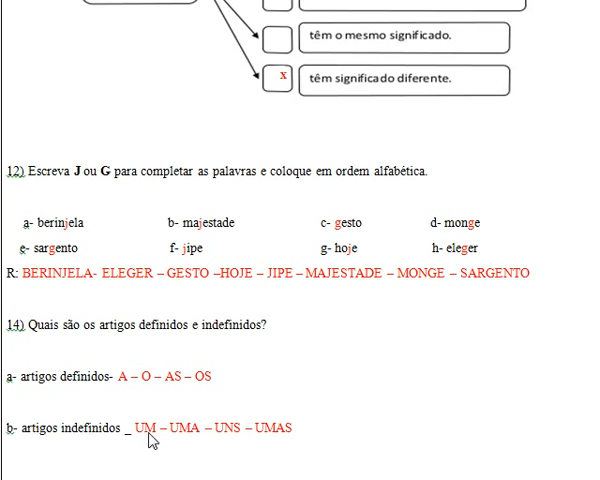 têm o mesmo significado.
x têm significado diferente.
12) Escreva J ou G para completar as palavras e coloque em ordem alfabética.
a- berinjela b- majestade c- gesto d- monge
e- sargento f- jipe g- hoje h- eleger
R: BERINJELA- ELEGER – GESTO –HOJE – JIPE – MAJESTADE – MONGE – SARGENTO
14) Quais são os artigos definidos e indefinidos?
a- artigos definidos- A – O – AS – OS
b- artigos indefinidos _ UM – UMA – UNS – UMAS